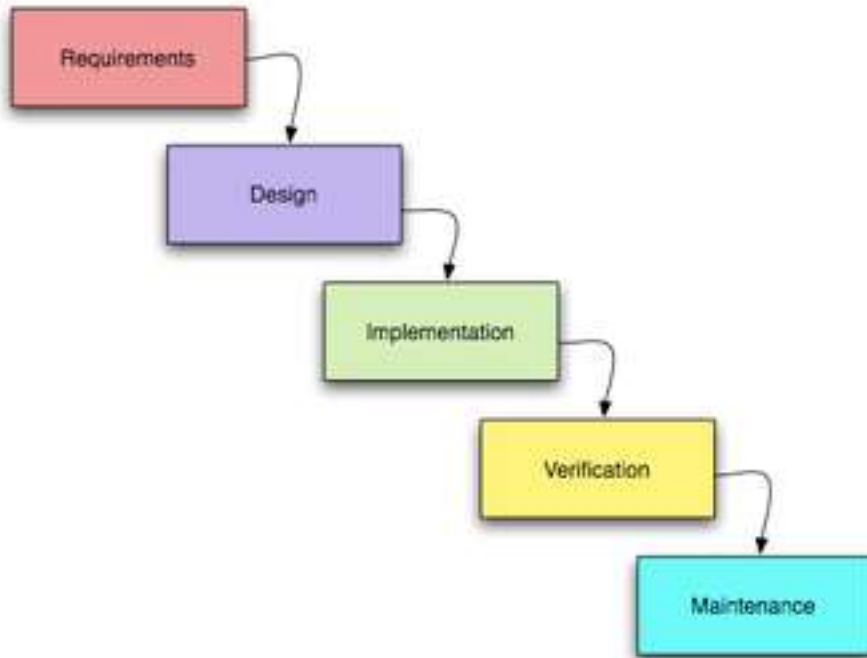 Requirements
Design
Implementation
Verification
Maintenance